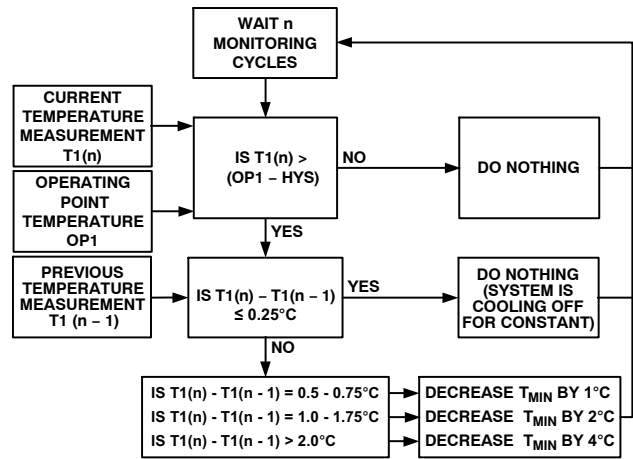 WAIT n
MONITORING
CYCLES
CURRENT
TEMPERATURE
MEASUREMENT
T1(n)
IS T1(n) >
(OP1 – HYS)
NO
DO NOTHING
OPERATING
POINT
TEMPERATURE
OP1
YES
PREVIOUS
TEMPERATURE
MEASUREMENT
T1 (n – 1)
IS T1(n) – T1(n – 1)
≤ 0.25°C
YES
DO NOTHING
(SYSTEM IS
COOLING OFF
FOR CONSTANT)
NO
IS T1(n) - T1(n - 1) = 0.5 - 0.75°C
DECREASE TMIN BY 1°C
IS T1(n) - T1(n - 1) = 1.0 - 1.75°C
DECREASE TMIN BY 2°C
IS T1(n) - T1(n - 1) > 2.0°C
DECREASE TMIN BY 4°C